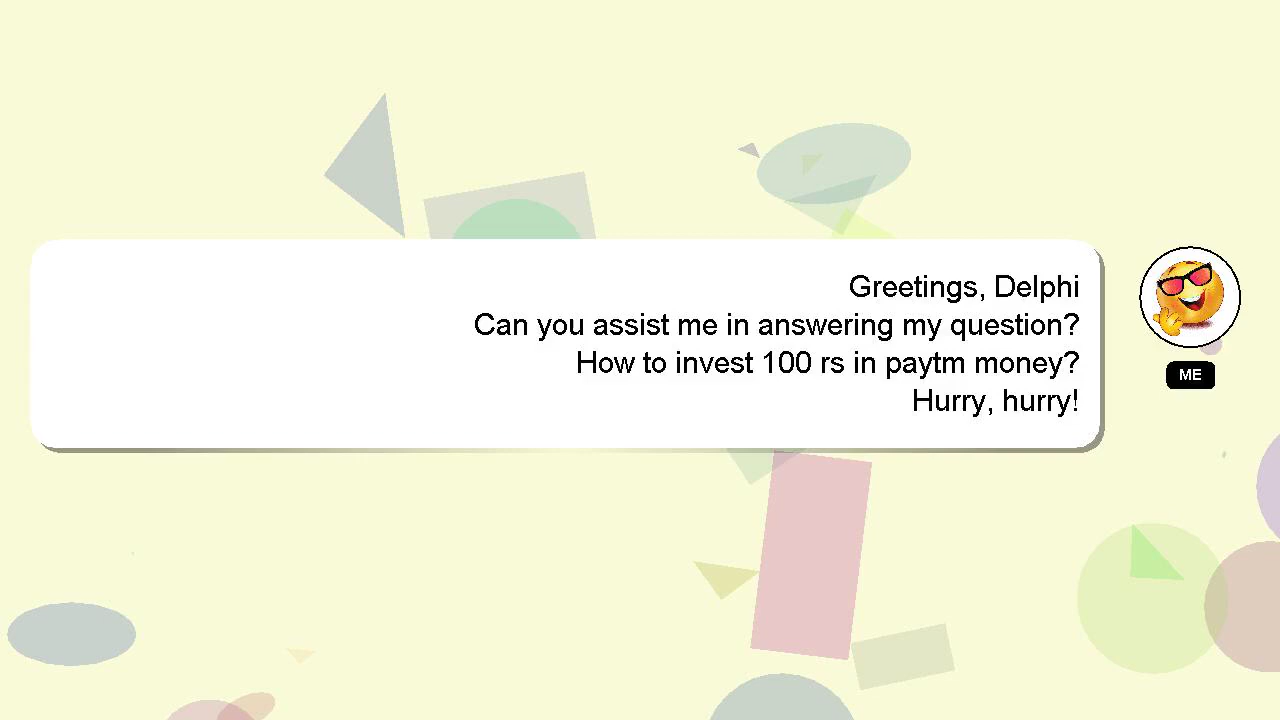 Greetings, Delphi
Can you assist me in answering my question?
How to invest 100 rs in paytm money?
Hurry, hurry!
ME